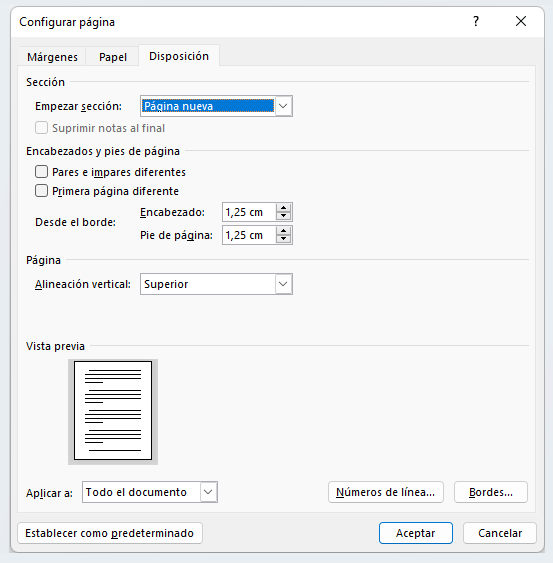 Configurar página
? ×
Márgenes Papel Disposición
Sección
Empezar sección: Página nueva
Suprimir notas al final
Encabezados y pies de página
Pares e impares diferentes
Primera página diferente
Desde el borde:
Encabezado: 1,25 cm
Pie de página: 1,25 cm
Página
Alineación vertical: Superior
Vista previa
Aplicar a: Todo el documento Números de línea... Bordes...
Establecer como predeterminado Aceptar Cancelar